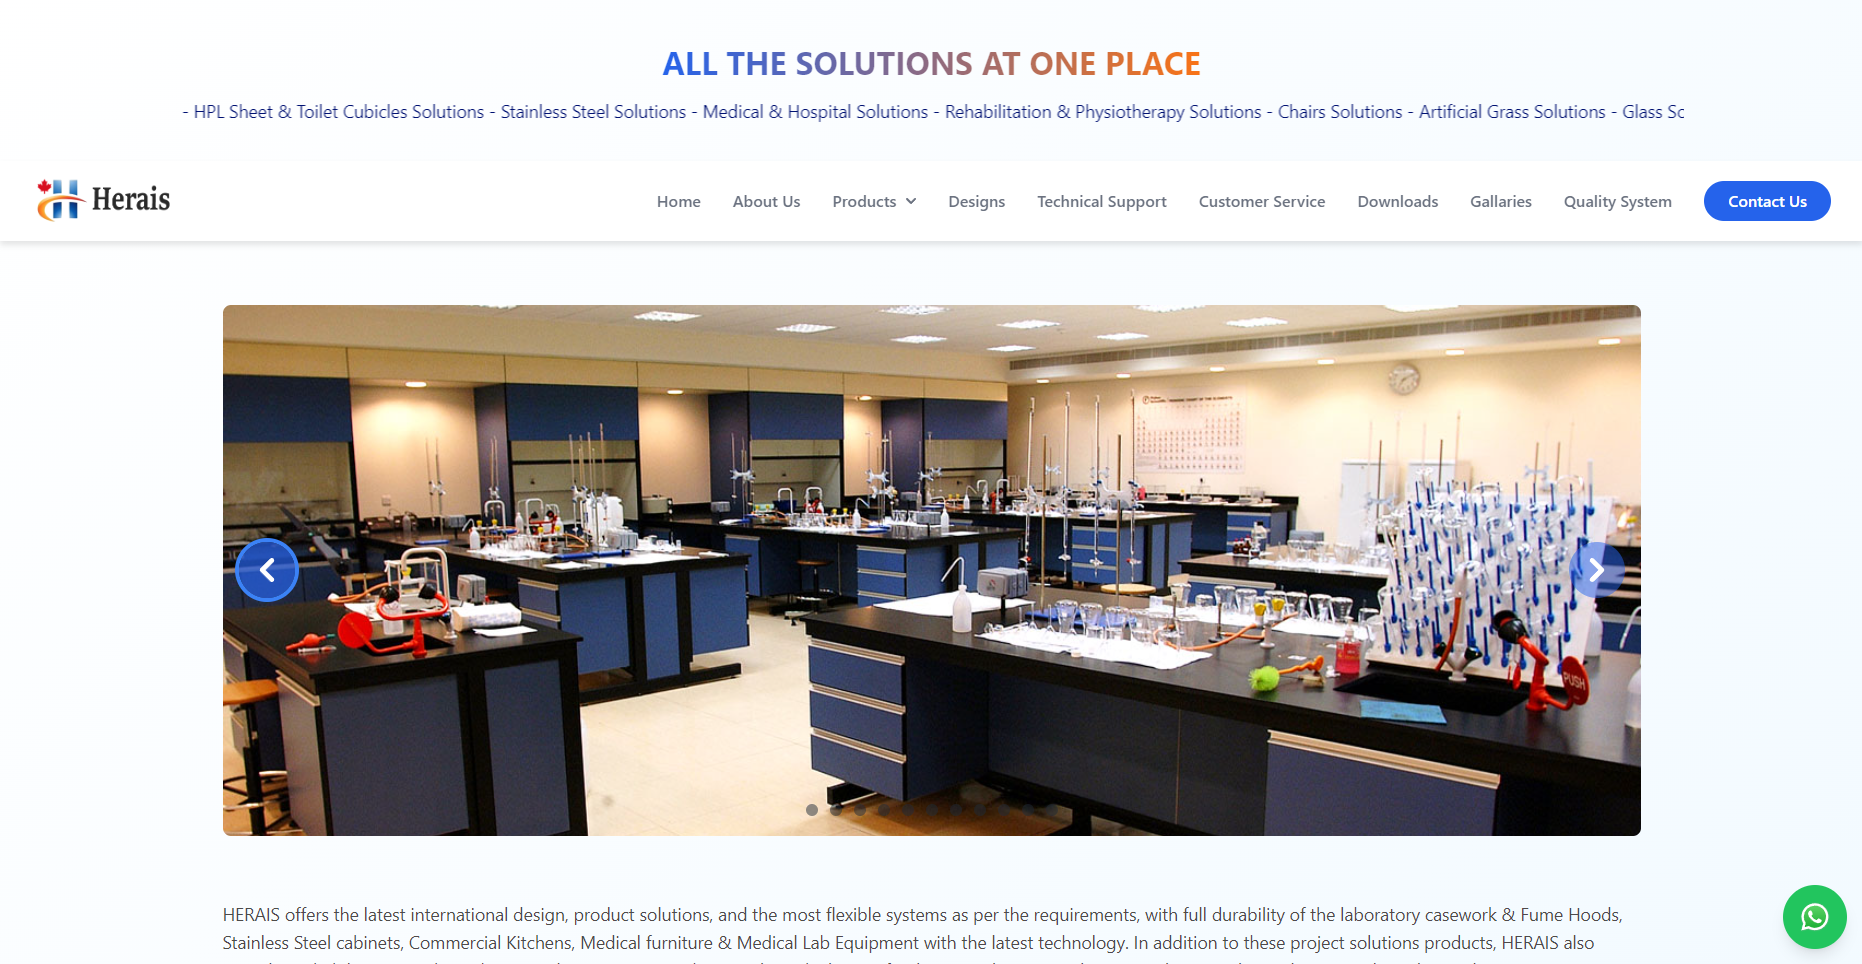 ALL THE SOLUTIONS AT ONE PLACE
- HPL Sheet & Toilet Cubicles Solutions - Stainless Steel Solutions - Medical & Hospital Solutions - Rehabilitation & Physiotherapy Solutions - Chairs Solutions - Artificial Grass Solutions - Glass Sc
Herais
Home About Us Products Designs Technical Support Customer Service Downloads Gallaries Quality System Contact Us
PUSH
HERAIS offers the latest international design, product solutions, and the most flexible systems as per the requirements, with full durability of the laboratory casework & Fume Hoods,
Stainless Steel cabinets, Commercial Kitchens, Medical furniture & Medical Lab Equipment with the latest technology. In addition to these project solutions products, HERAIS also